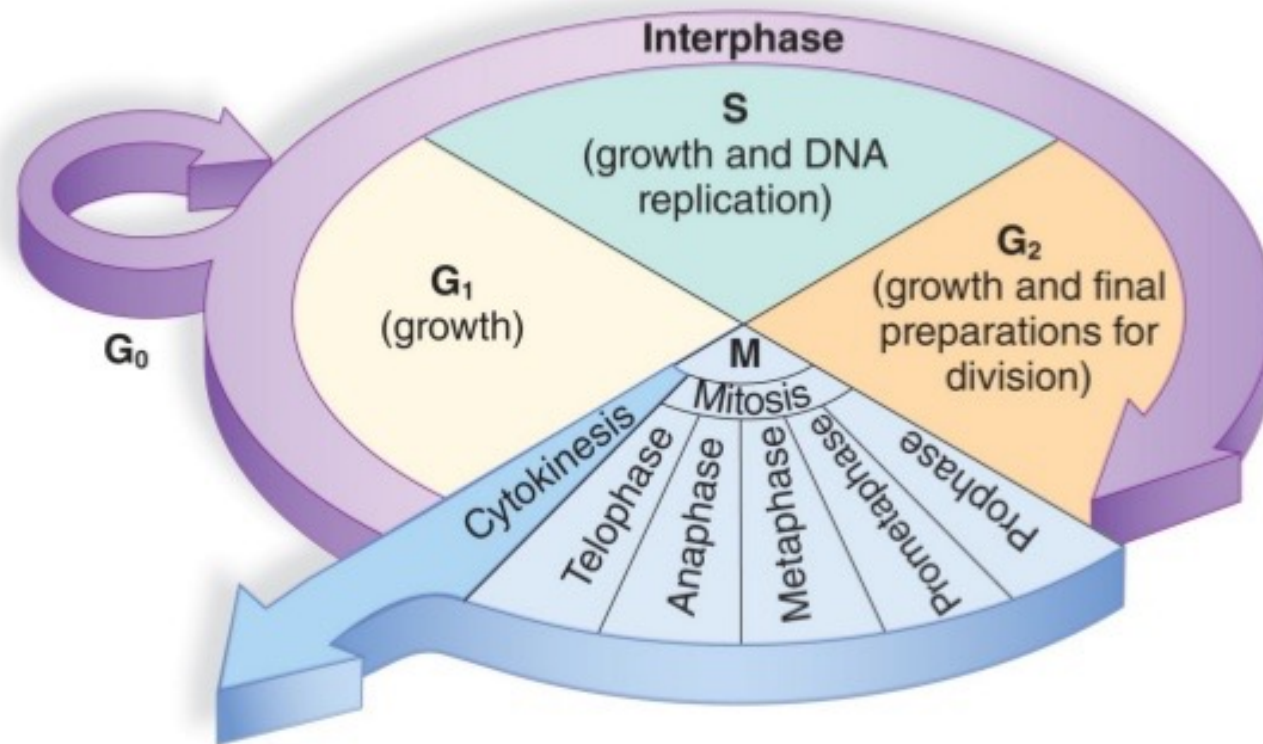 Interphase
S
(growth and DNA
replication)
G₂
(growth and final
preparations for
division)
G₁
(growth)
G₀
M
Mitosis
Prophase
Prometaphase
Metaphase
Anaphase
Telophase
Cytokinesis